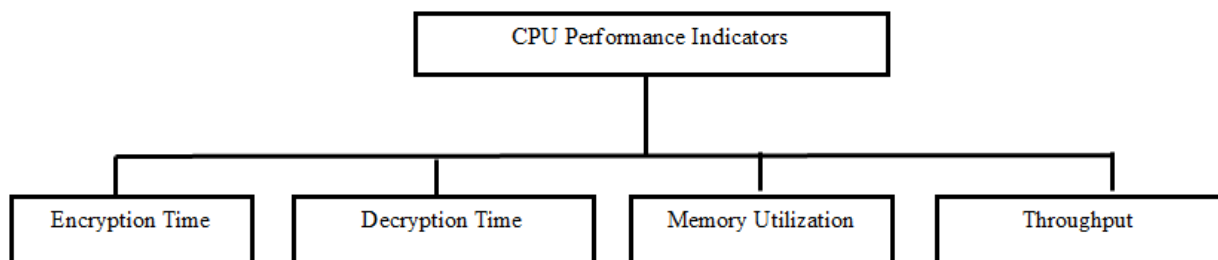 CPU Performance Indicators
Encryption Time
Decryption Time
Memory Utilization
Throughput